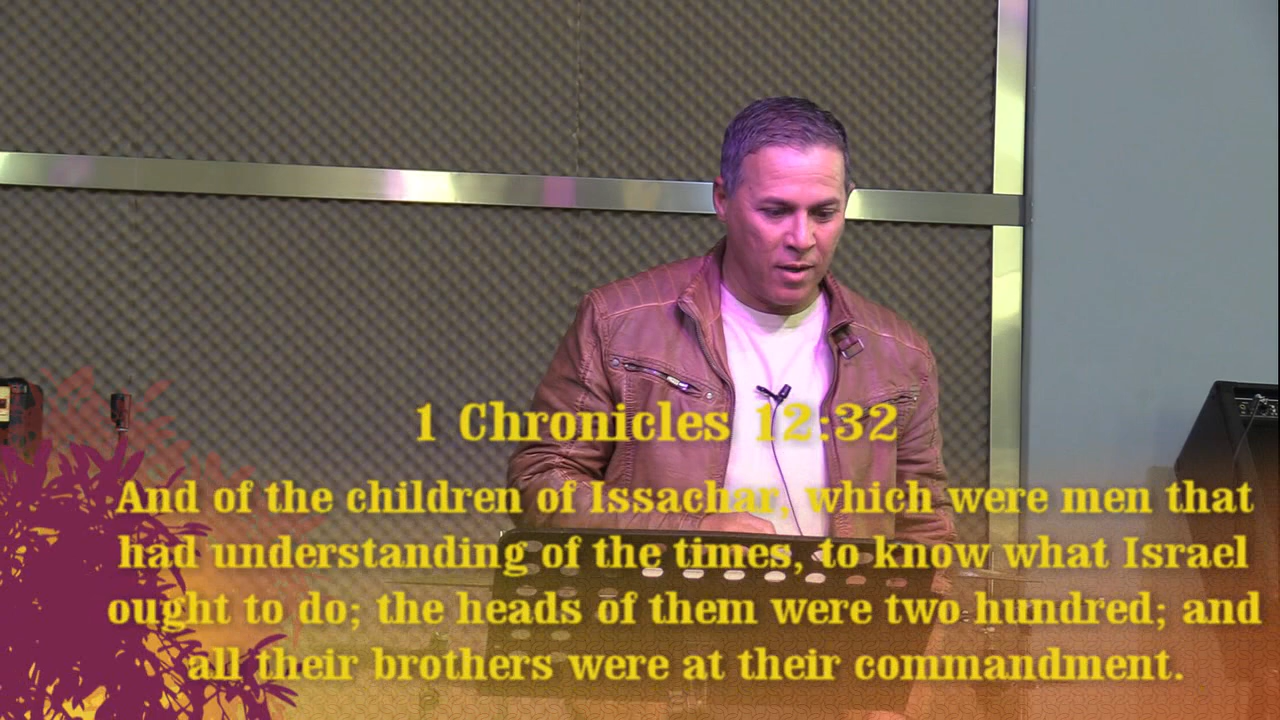 1 Chronicles 12:32
And of the children of Issachar, which were men that
had understanding of the times, to know what Israel
ought to do; the heads of them were two hundred; and
all their brothers were at their commandment.